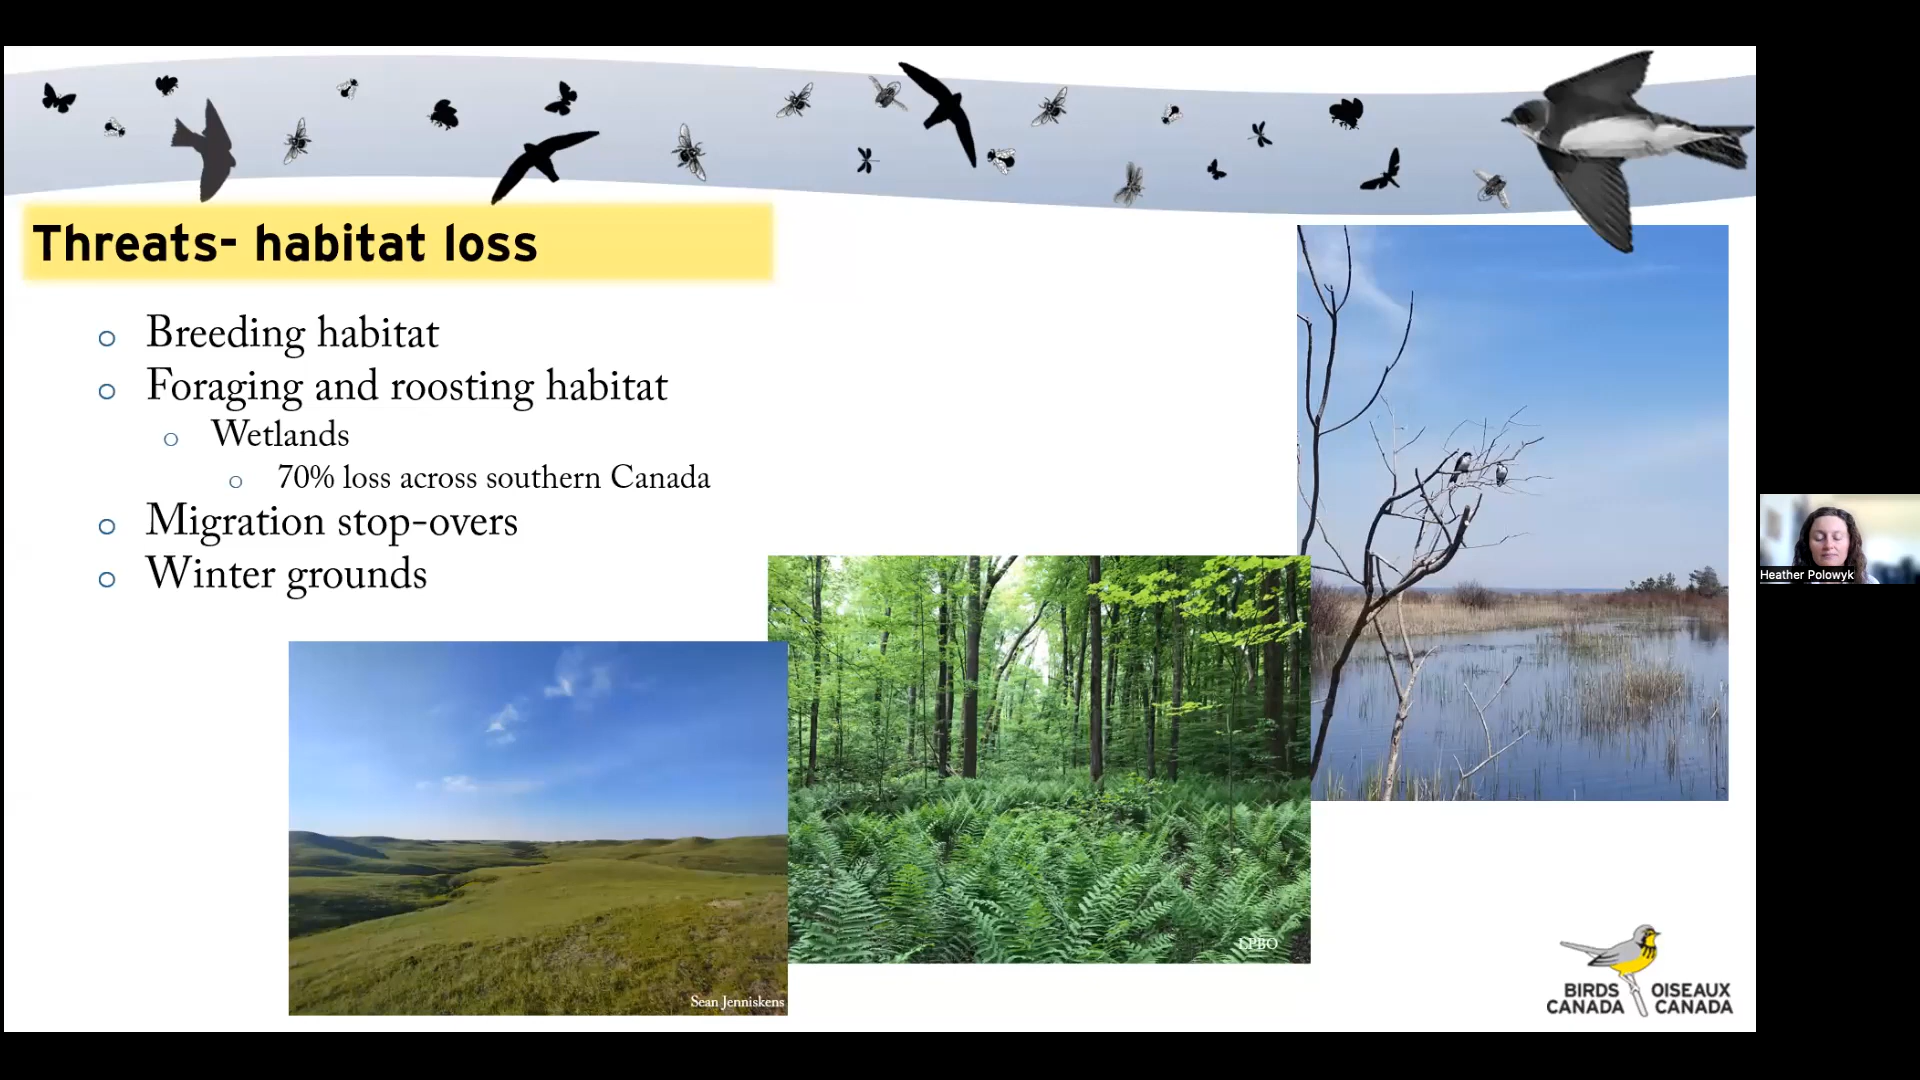 Threats- habitat loss
Breeding habitat
Foraging and roosting habitat
Wetlands
70% loss across southern Canada
Migration stop-overs
Winter grounds
Heather Polowyk
LPBO
Sean Jenniskens
BIRDS CANADA
OISEAUX CANADA